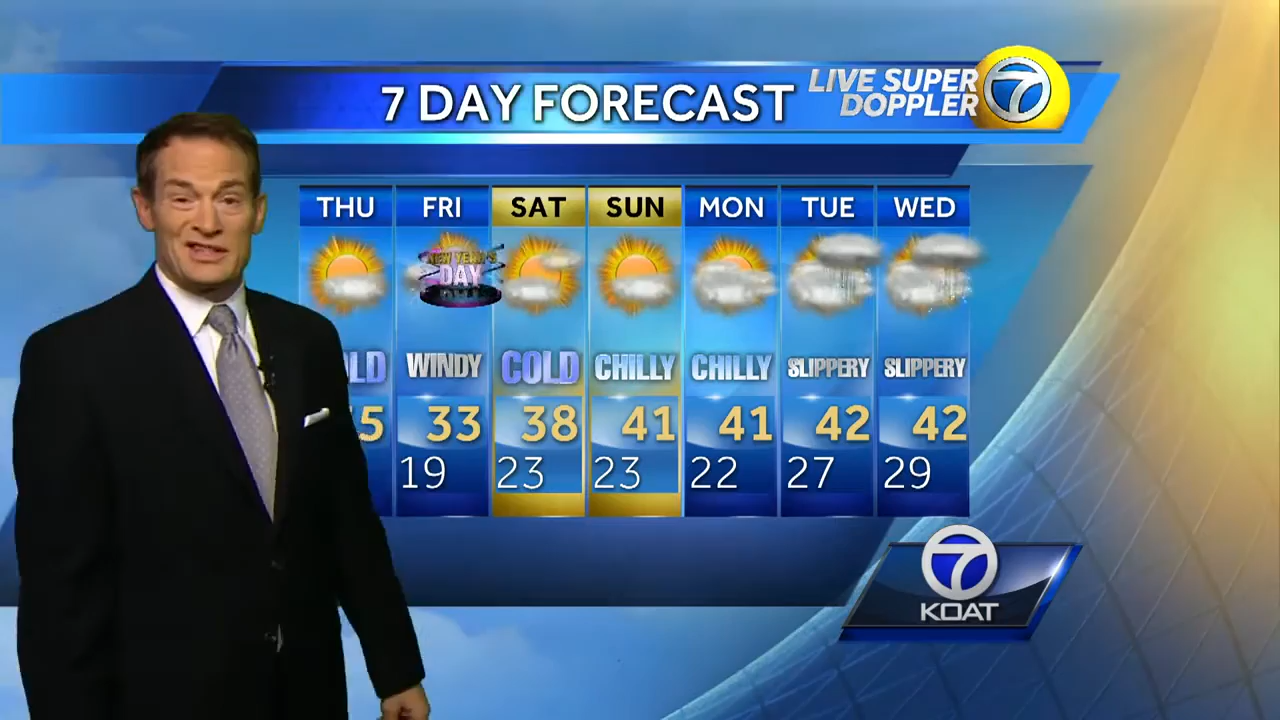 7 DAY FORECAST
LIVE SUPER
DOPPLER
7
THU FRI SAT SUN MON TUE WED
NEW YEAR'S
DAY
WINDY COLD CHILLY CHILLY SLIPPERY SLIPPERY
33 38 41 41 42 42
19 23 23 22 27 29
7
KOAT